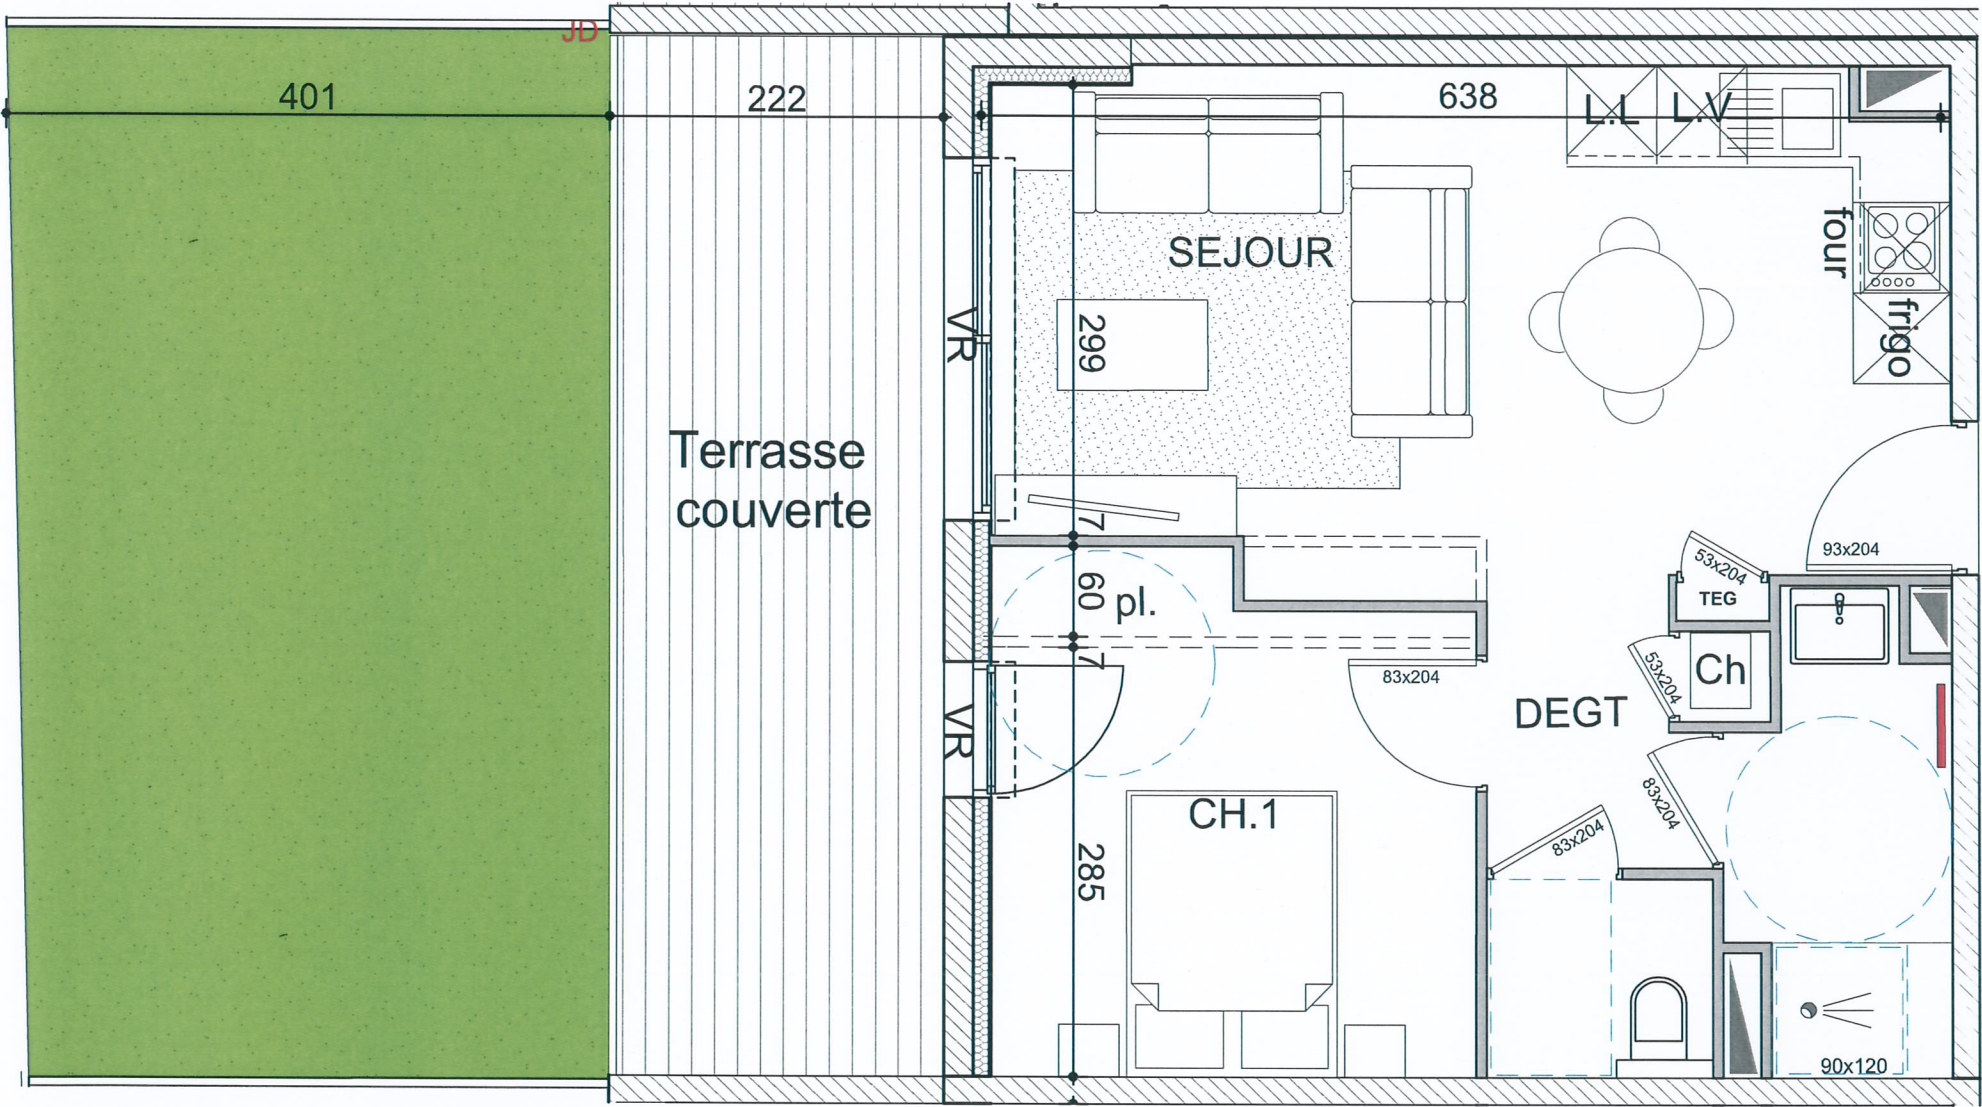 JD
401
222
638
L.L
L.V
SEJOUR
four
frigo
299
VR
Terrasse
couverte
7
93x204
53x204
TEG
60
pl.
7
83x204
53x204
Ch
DEGT
VR
83x204
83x204
CH.1
285
90x120